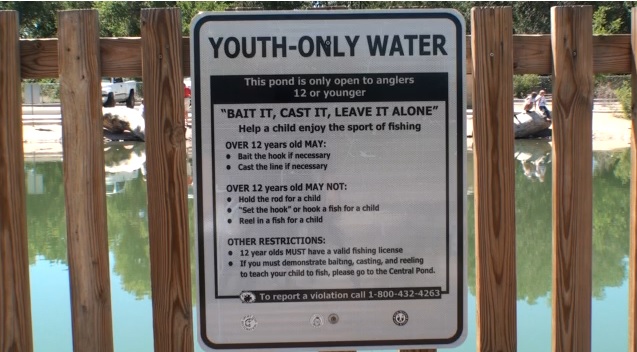 YOUTH-ONLY WATER
This pond is only open to anglers
12 or younger
"BAIT IT, CAST IT, LEAVE IT ALONE"
Help a child enjoy the sport of fishing
OVER 12 years old MAY:
• Bait the hook if necessary
• Cast the line if necessary
OVER 12 years old MAY NOT:
• Hold the rod for a child
• "Set the hook" or hook a fish for a child
• Reel in a fish for a child
OTHER RESTRICTIONS:
• 12 year olds MUST have a valid fishing license
• If you must demonstrate baiting, casting, and reeling
to teach your child to fish, please go to the Central Pond.
To report a violation call 1-800-432-4263